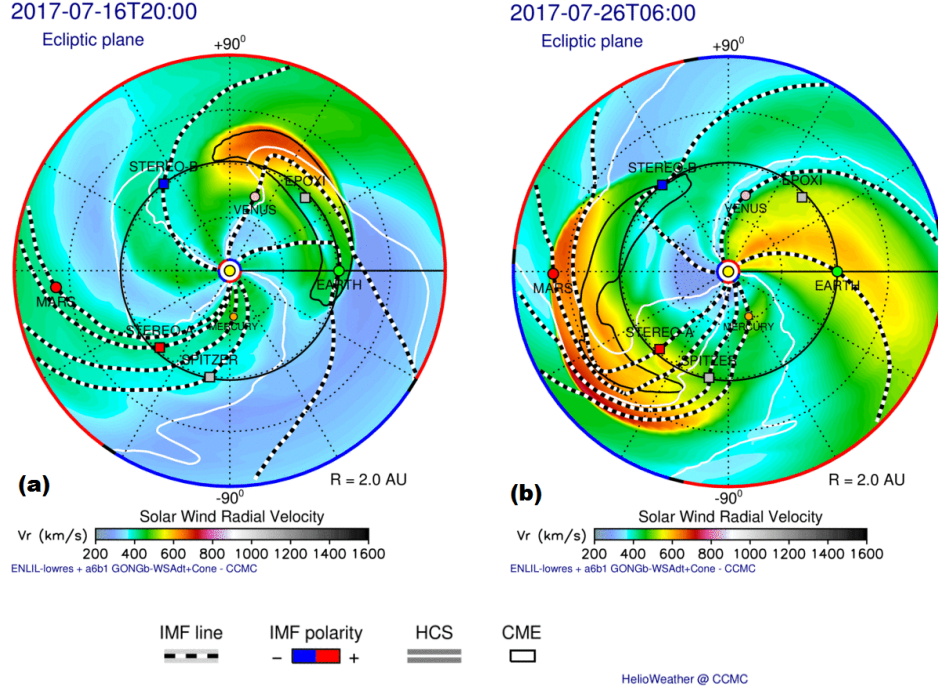 2017-07-16T20:00
Ecliptic plane
+90⁰
STEREO-B
EPOXI
VENUS
EARTH
MARS
MERCURY
STEREO-A
SPITZER
R = 2.0 AU
-90⁰
(a)
Solar Wind Radial Velocity
Vr (km/s)
200 400 600 800 1000 1200 1400 1600
ENLIL-lowres + a6b1 GONGb-WSAdt+Cone - CCMC
2017-07-26T06:00
Ecliptic plane
+90⁰
STEREO-B
EPOXI
VENUS
EARTH
MARS
MERCURY
STEREO-A
SPITZER
R = 2.0 AU
-90⁰
(b)
Solar Wind Radial Velocity
Vr (km/s)
200 400 600 800 1000 1200 1400 1600
ENLIL-lowres + a6b1 GONGb-WSAdt+Cone - CCMC
IMF line
IMF polarity
HCS
CME
− +
HelioWeather @ CCMC